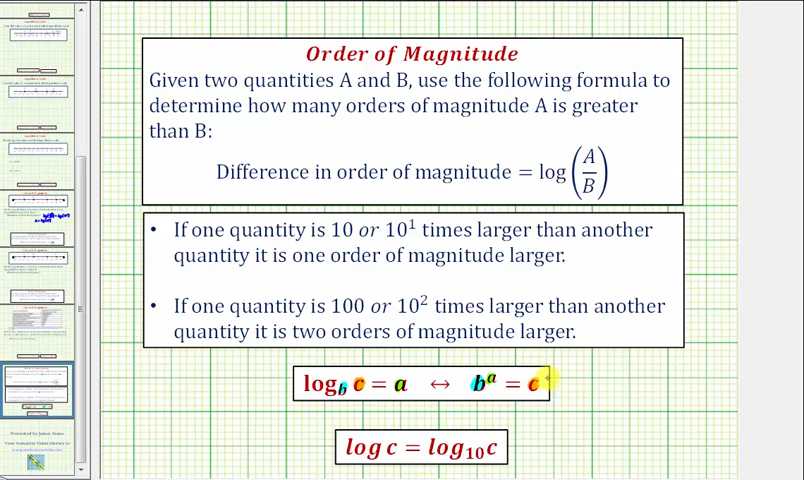 Order of Magnitude
Given two quantities A and B, use the following formula to
determine how many orders of magnitude A is greater
than B:
Difference in order of magnitude = log(A/B)
• If one quantity is 10 or 10¹ times larger than another
quantity it is one order of magnitude larger.
• If one quantity is 100 or 10² times larger than another
quantity it is two orders of magnitude larger.
log_b c = a ↔ bᵃ = c
log c = log₁₀c